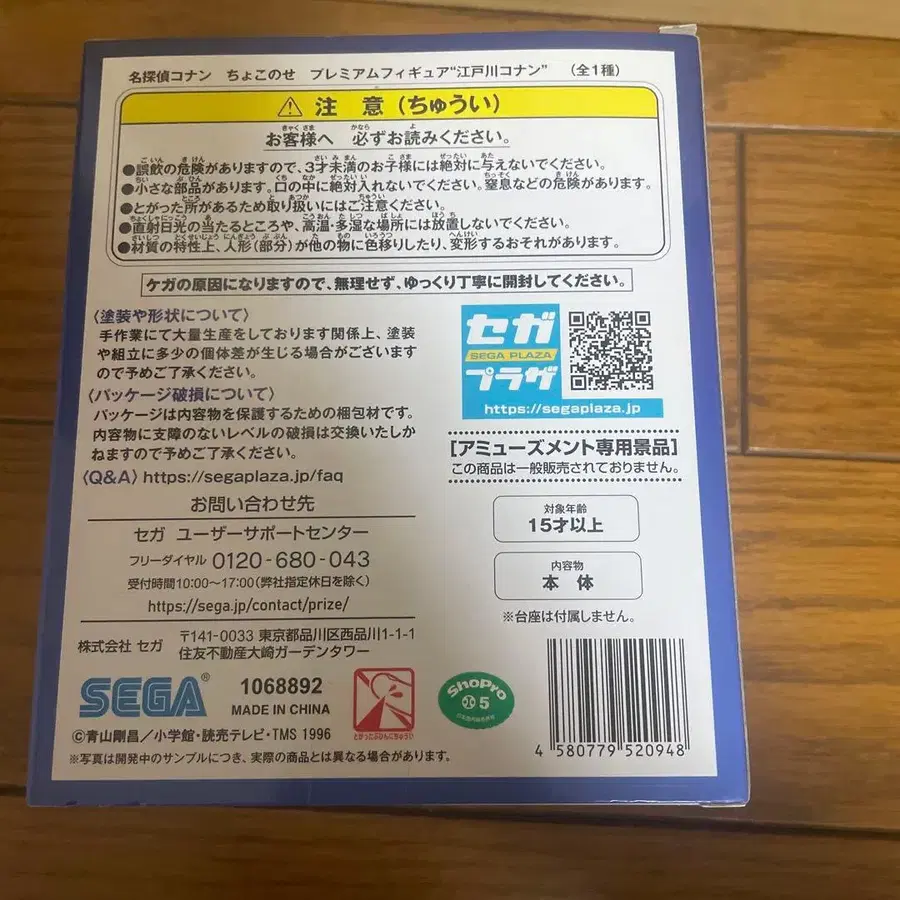 名探偵コナン ちょこのせ プレミアムフィギュア“江戸川コナン” (全1種)
⚠ 注 意(ちゅうい)
お客様へ 必ずお読みください。
●誤飲の危険がありますので、3才未満のお子様には絶対に与えないでください。
●小さな部品があります。口の中に絶対入れないでください。窒息などの危険があります。
●とがった所があるため取り扱いにはご注意ください。
●直射日光の当たるところや、高温・多湿な場所には放置しないでください。
●材質の特性上、人形(部分)が他の物に色移りしたり、変形するおそれがあります。
ケガの原因になりますので、無理せず、ゆっくり丁寧に開封してください。
〈塗装や形状について〉
手作業にて大量生産をしております関係上、塗装
や組立に多少の個体差が生じる場合がございます
ので予めご了承ください。
〈パッケージ破損について〉
パッケージは内容物を保護するための梱包材です。
内容物に支障のないレベルの破損は交換いたしか
ねますので予めご了承ください。
〈Q&A〉https://segaplaza.jp/faq
お問い合わせ先
セガ ユーザーサポートセンター
フリーダイヤル 0120-680-043
受付時間10:00〜17:00(弊社指定休日を除く)
https://sega.jp/contact/prize/
株式会社 セガ
〒141-0033 東京都品川区西品川1-1-1
住友不動産大崎ガーデンタワー
セガ
SEGA PLAZA
プラザ
https://segaplaza.jp
[アミューズメント専用景品]
この商品は一般販売されておりません。
対象年齢
15才以上
内容物
本 体
※台座は付属しません。
SEGA®
1068892
MADE IN CHINA
とがったぶぶんにちゅうい
ShoPro
5
©青山剛昌/小学館・読売テレビ・TMS 1996
※写真は開発中のサンプルにつき、実際の商品とは異なる場合があります。
4 580779 520948